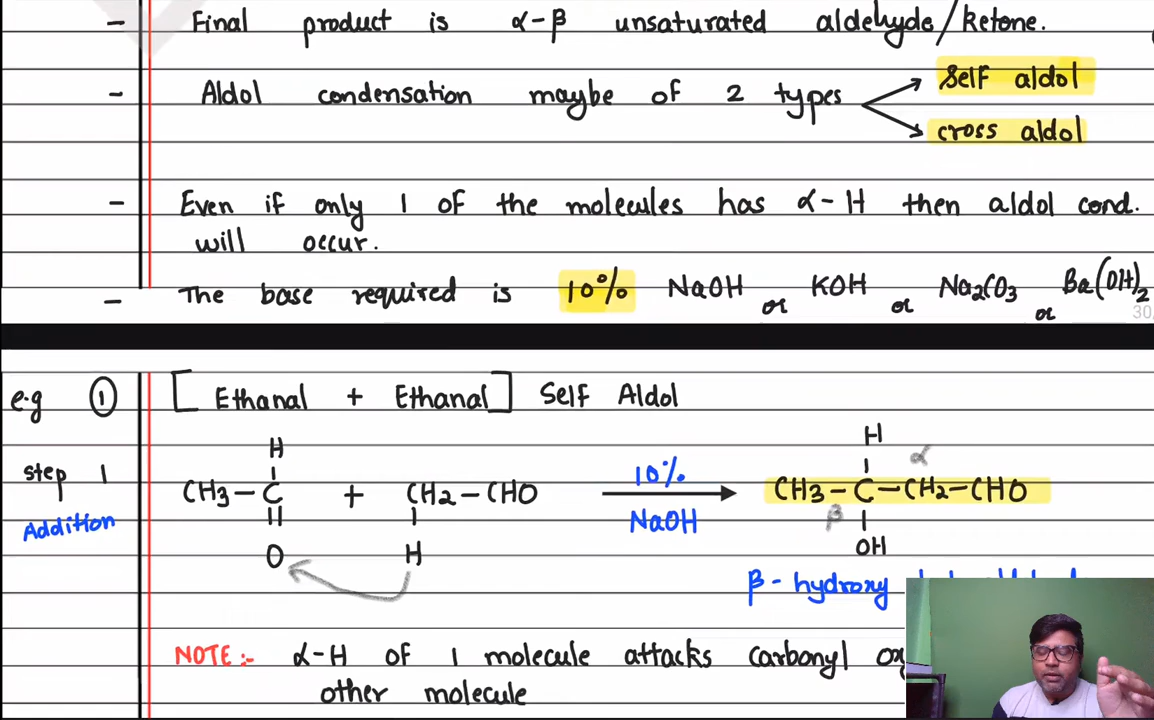 - Final product is α-β unsaturated aldehyde/ketone.
- Aldol condensation maybe of 2 types
self aldol
cross aldol
- Even if only 1 of the molecules has α-H then aldol cond.
will occur.
- The base required is 10% NaOH or KOH or Na₂CO₃ or Ba(OH)₂
30,
e.g ① [Ethanal + Ethanal] Self Aldol
step 1
Addition
H
CH3-C + CH2-CHO
O H
10%
NaOH
H
α
CH3-C-CH2-CHO
β
OH
β-hydroxy
NOTE:- α-H of 1 molecule attacks carbonyl
other molecule